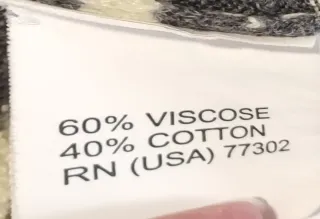 60% VISCOSE
40% COTTON
RN (USA) 77302